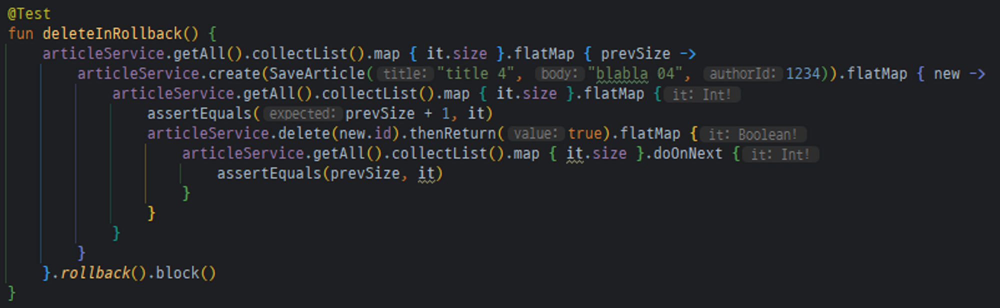 @Test
fun deleteInRollback() {
articleService.getAll().collectList().map { it.size }.flatMap { prevSize ->
articleService.create(SaveArticle( title: "title 4", body: "blabla 04", authorId: 1234)).flatMap { new ->
articleService.getAll().collectList().map { it.size }.flatMap { it: Int!
assertEquals( expected: prevSize + 1, it)
articleService.delete(new.id).thenReturn( value: true).flatMap { it: Boolean!
articleService.getAll().collectList().map { it.size }.doOnNext { it: Int!
assertEquals(prevSize, it)
}
}
}
}
}.rollback().block()
}